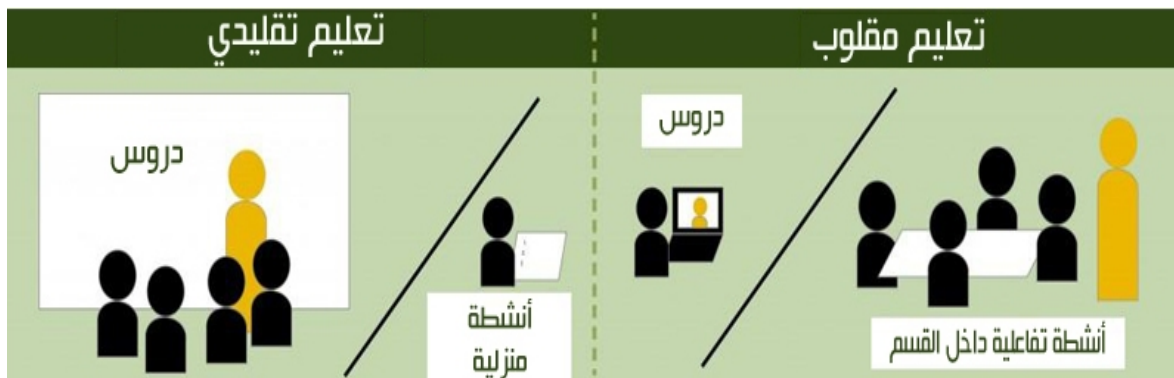 تعليم مقلوب
دروس
أنشطة تفاعلية داخل القسم
تعليم تقليدي
دروس
أنشطة
منزلية